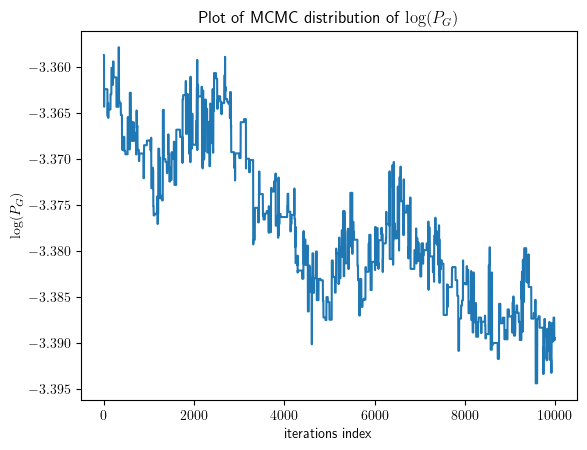 Plot of MCMC distribution of log(P_G)
−3.360
−3.365
−3.370
−3.375
−3.380
−3.385
−3.390
−3.395
log(P_G)
0 2000 4000 6000 8000 10000
iterations index